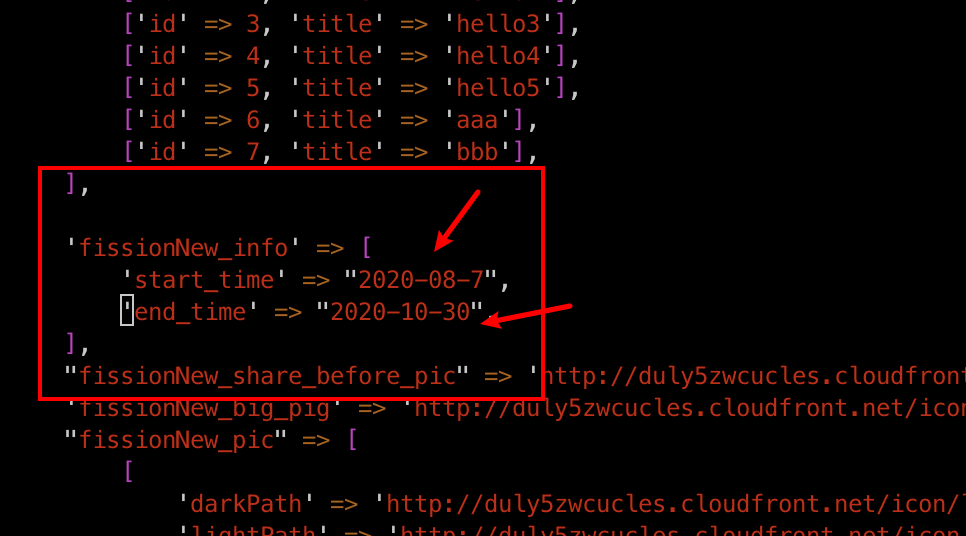 ['id' => 3, 'title' => 'hello3'],
['id' => 4, 'title' => 'hello4'],
['id' => 5, 'title' => 'hello5'],
['id' => 6, 'title' => 'aaa'],
['id' => 7, 'title' => 'bbb'],
],
'fissionNew_info' => [
'start_time' => "2020-08-7",
'end_time' => "2020-10-30",
],
"fissionNew_share_before_pic" => 'http://duly5zwcucles.cloudfront
'fissionNew_big_pig' => 'http://duly5zwcucles.cloudfront.net/icon
"fissionNew_pic" => [
[
'darkPath' => 'http://duly5zwcucles.cloudfront.net/icon/l
'lightPath' => 'http://duly5zwcucles.cloudfront.net/icon